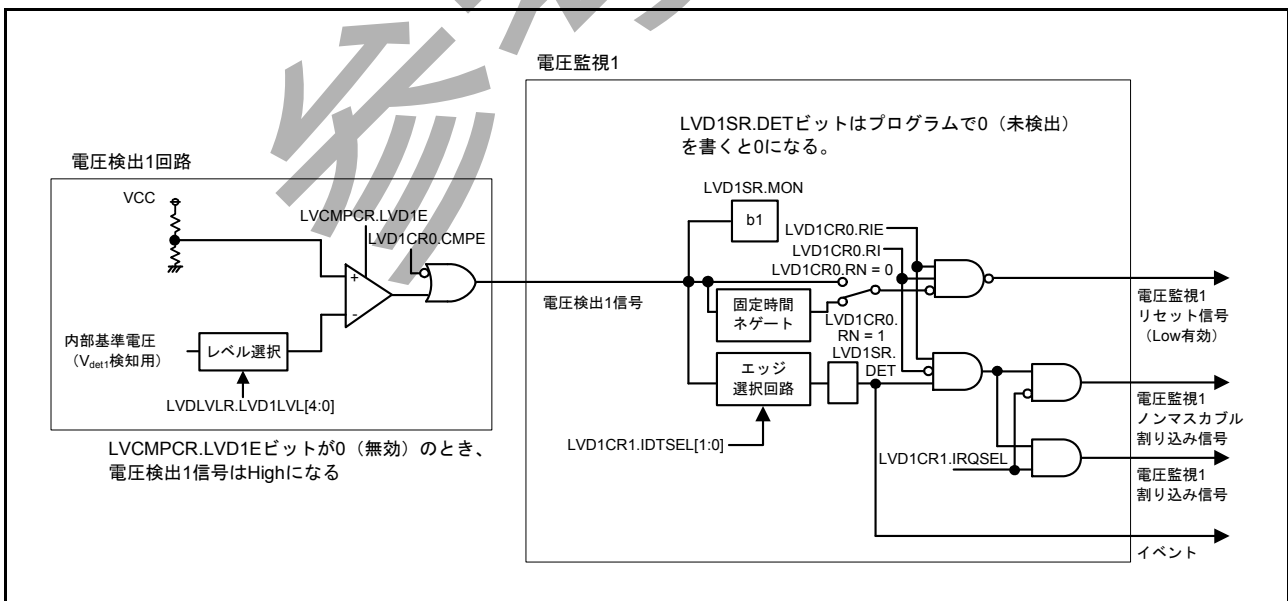 電圧監視1
LVD1SR.DETビットはプログラムで0（未検出）
を書くと0になる。
電圧検出1回路
VCC
LVCMPCR.LVD1E
LVD1CR0.CMPE
+
-
内部基準電圧
（Vdet1検知用）
レベル選択
LVDLVLR.LVD1LVL[4:0]
LVCMPCR.LVD1Eビットが0（無効）のとき、
電圧検出1信号はHighになる
電圧検出1信号
LVD1SR.MON
b1
LVD1CR0.RIE
LVD1CR0.RI
LVD1CR0.RN = 0
固定時間
ネゲート
LVD1CR0.
RN = 1
LVD1SR.
DET
エッジ
選択回路
LVD1CR1.IDTSEL[1:0]
LVD1CR1.IRQSEL
電圧監視1
リセット信号
（Low有効）
電圧監視1
ノンマスカブル
割り込み信号
電圧監視1
割り込み信号
イベント